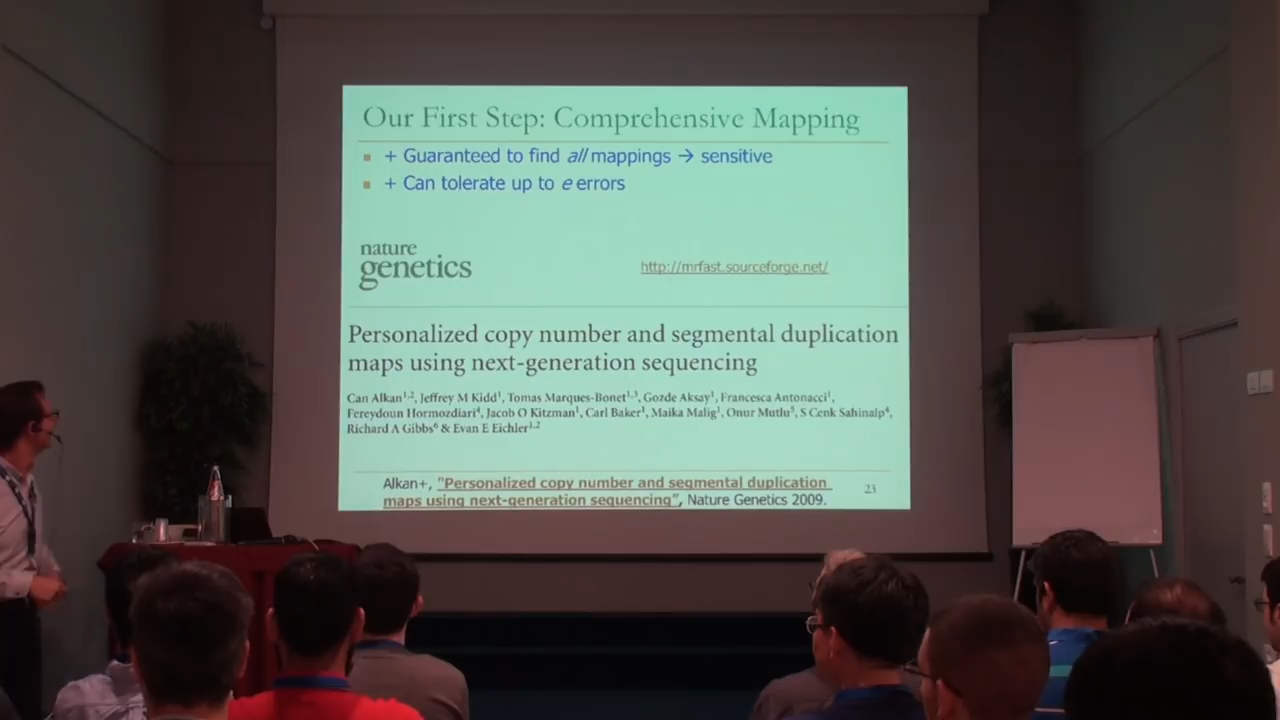 Our First Step: Comprehensive Mapping
+ Guaranteed to find all mappings → sensitive
+ Can tolerate up to e errors
nature
genetics
http://mrfast.sourceforge.net/
Personalized copy number and segmental duplication
maps using next-generation sequencing
Can Alkan1,2, Jeffrey M Kidd1, Tomas Marques-Bonet1,3, Gozde Aksay1, Francesca Antonacci1,
Fereydoun Hormozdiari4, Jacob O Kitzman1, Carl Baker1, Maika Malig1, Onur Mutlu5, S Cenk Sahinalp4,
Richard A Gibbs6 & Evan E Eichler1,2
Alkan+, "Personalized copy number and segmental duplication
maps using next-generation sequencing", Nature Genetics 2009.
23